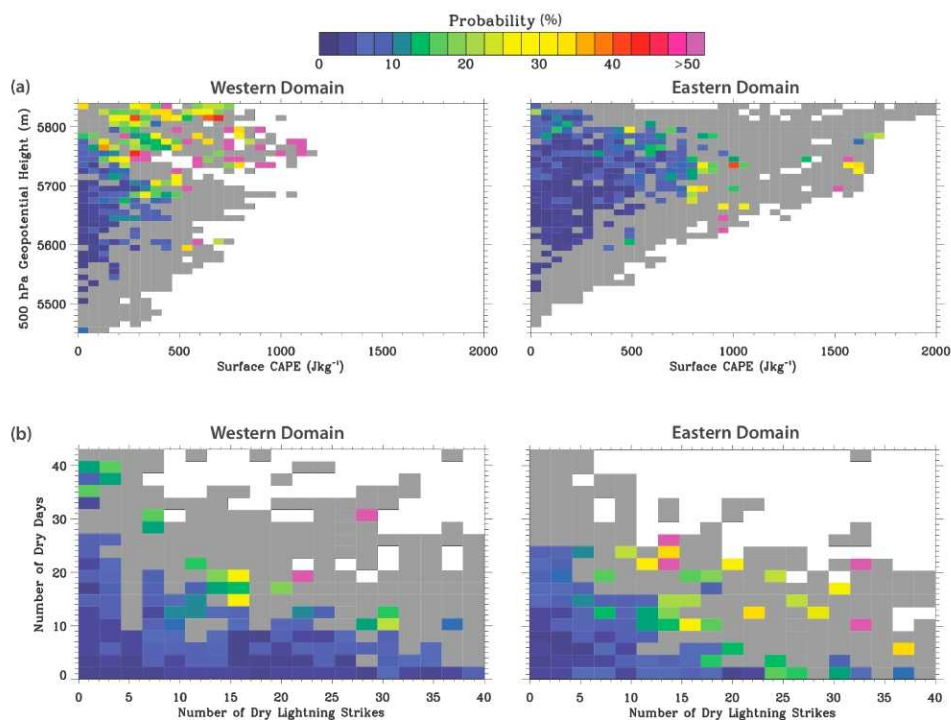 Probability (%)
0 10 20 30 40 >50
(a)
Western Domain
Eastern Domain
500 hPa Geopotential Height (m)
5800
5700
5600
5500
0 500 1000 1500 2000
Surface CAPE (Jkg⁻¹)
0 500 1000 1500 2000
Surface CAPE (Jkg⁻¹)
(b)
Western Domain
Eastern Domain
Number of Dry Days
40
30
20
10
0
0 5 10 15 20 25 30 35 40
Number of Dry Lightning Strikes
0 5 10 15 20 25 30 35 40
Number of Dry Lightning Strikes